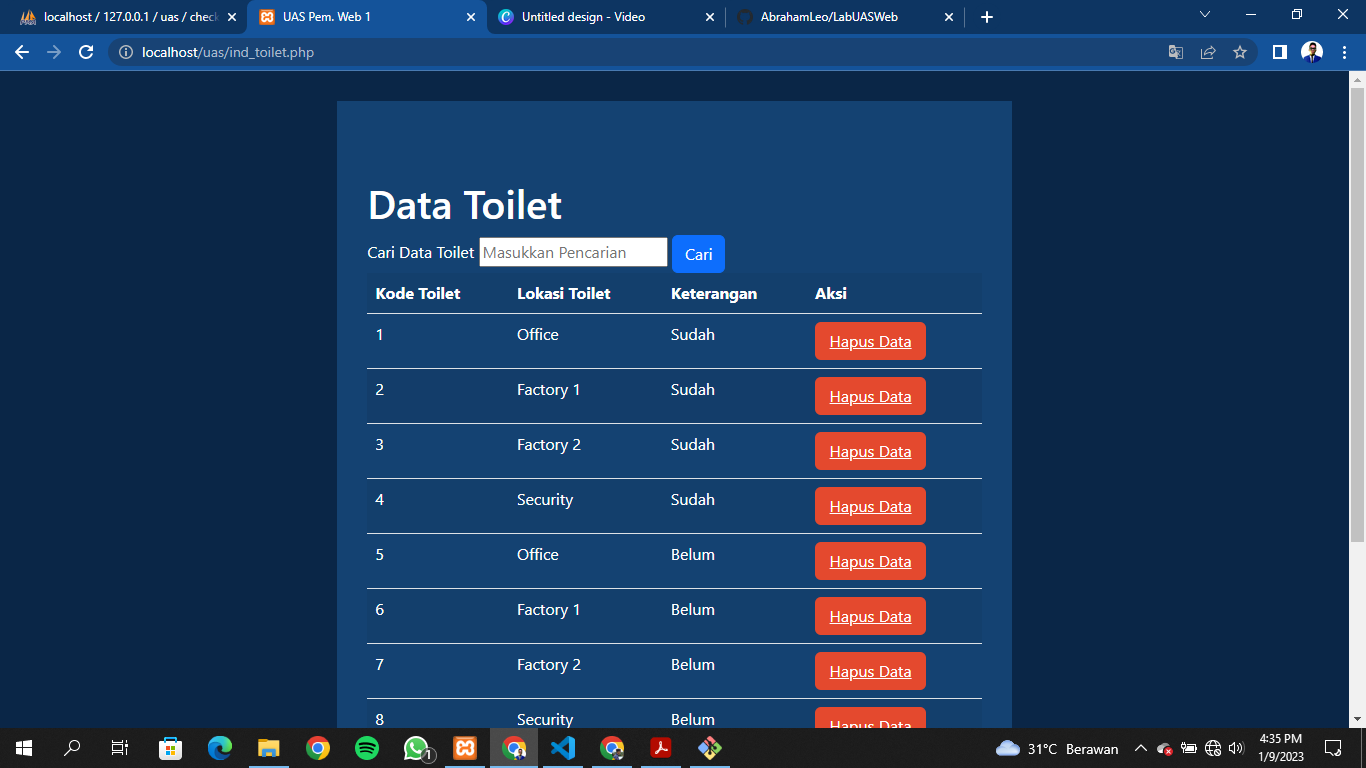 localhost / 127.0.0.1 / uas / check
UAS Pem. Web 1
Untitled design - Video
AbrahamLeo/LabUASWeb
localhost/uas/ind_toilet.php
Data Toilet
Cari Data Toilet Masukkan Pencarian Cari
Kode Toilet Lokasi Toilet Keterangan Aksi
1 Office Sudah Hapus Data
2 Factory 1 Sudah Hapus Data
3 Factory 2 Sudah Hapus Data
4 Security Sudah Hapus Data
5 Office Belum Hapus Data
6 Factory 1 Belum Hapus Data
7 Factory 2 Belum Hapus Data
8 Security Belum Hapus Data
1
31°C Berawan
4:35 PM
1/9/2023